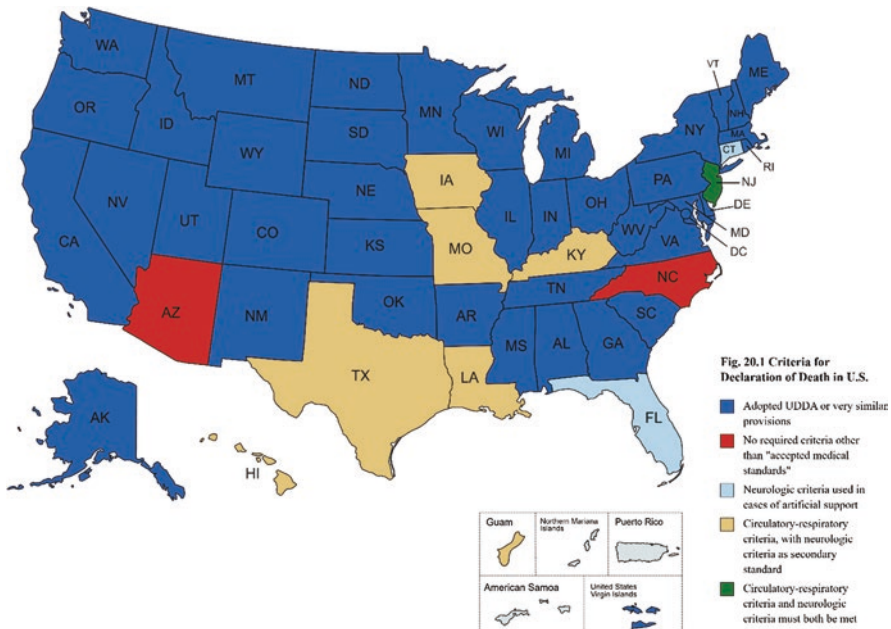 WA
MT
ND
MN
VT
ME
OR
ID
SD
WI
MI
NY
NH
MA
CT
RI
WY
NE
IA
PA
NJ
NV
UT
CO
KS
MO
IL
IN
OH
WV
VA
DE
MD
DC
CA
KY
AZ
NM
OK
AR
TN
NC
SC
TX
LA
MS
AL
GA
FL
AK
HI
Fig. 20.1 Criteria for
Declaration of Death in U.S.
Adopted UDDA or very similar
provisions
No required criteria other
than "accepted medical
standards"
Neurologic criteria used in
cases of artificial support
Circulatory-respiratory
criteria, with neurologic
criteria as secondary
standard
Circulatory-respiratory
criteria and neurologic
criteria must both be met
Guam
Northern Mariana
Islands
Puerto Rico
American Samoa
United States
Virgin Islands